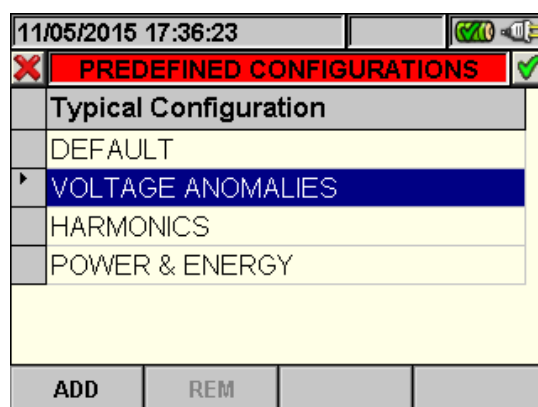 11/05/2015 17:36:23
PREDEFINED CONFIGURATIONS
Typical Configuration
DEFAULT
VOLTAGE ANOMALIES
HARMONICS
POWER & ENERGY
ADD REM